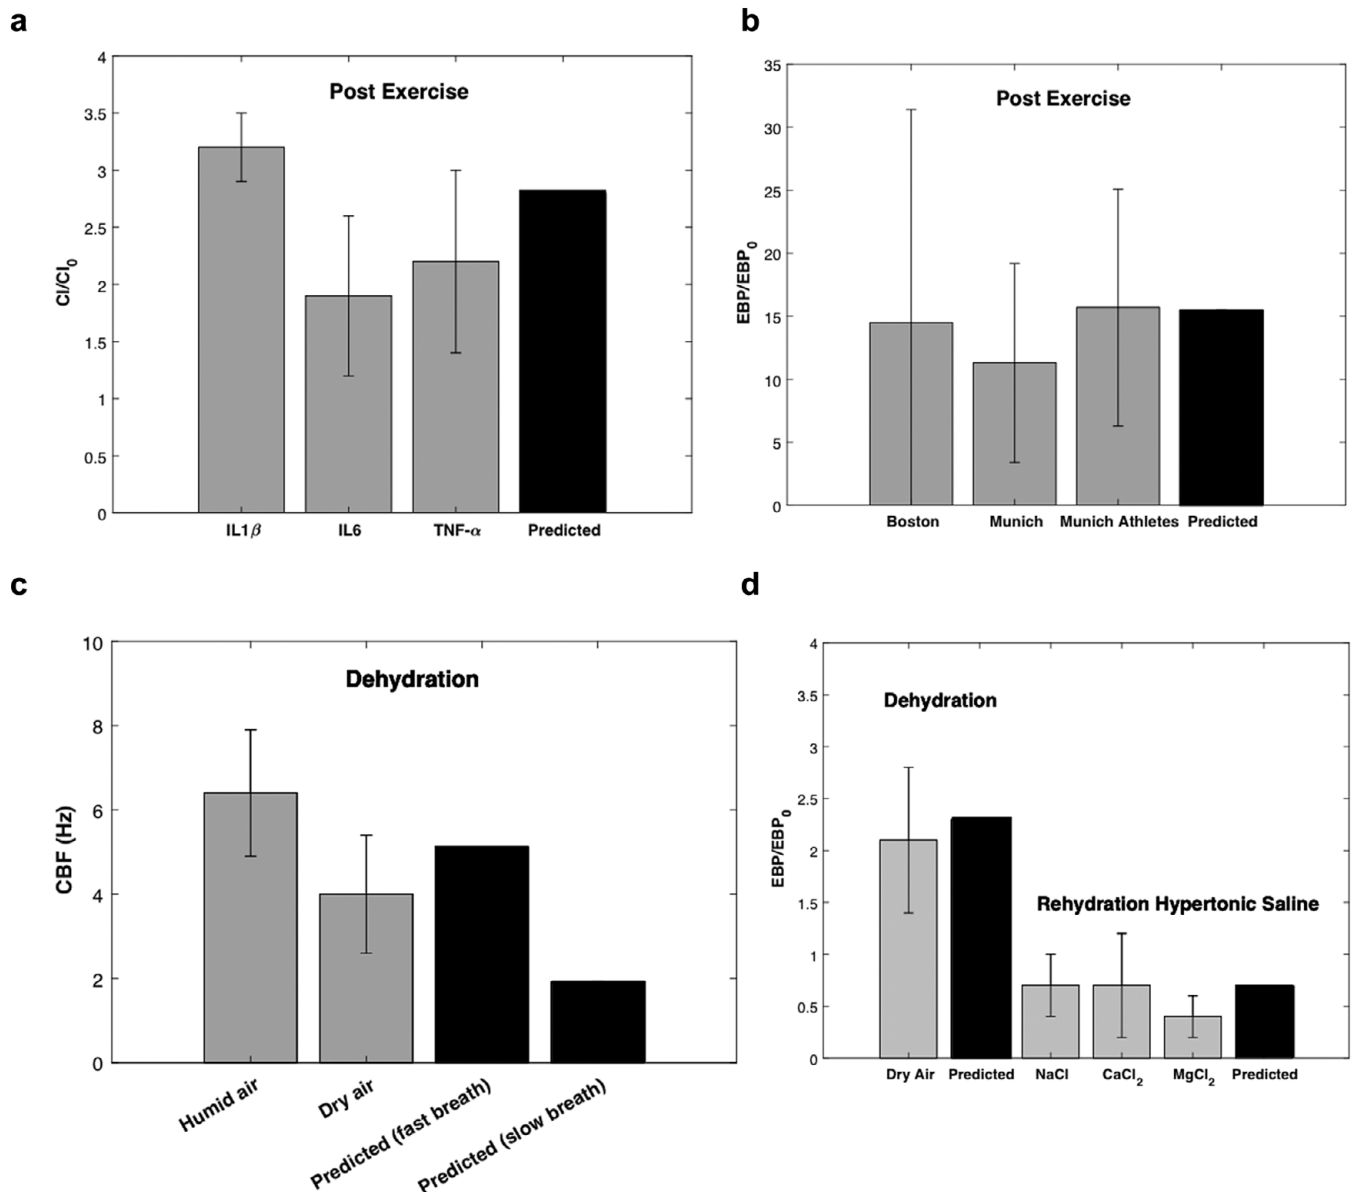 a
Post Exercise
CI/CI0
4
3.5
3
2.5
2
1.5
1
0.5
0
IL1β IL6 TNF-α Predicted
b
Post Exercise
EBP/EBP0
35
30
25
20
15
10
5
0
Boston Munich Munich Athletes Predicted
c
Dehydration
CBF (Hz)
10
8
6
4
2
0
Humid air
Dry air
Predicted (fast breath)
Predicted (slow breath)
d
Dehydration
Rehydration Hypertonic Saline
EBP/EBP0
4
3.5
3
2.5
2
1.5
1
0.5
0
Dry Air Predicted NaCl CaCl2 MgCl2 Predicted